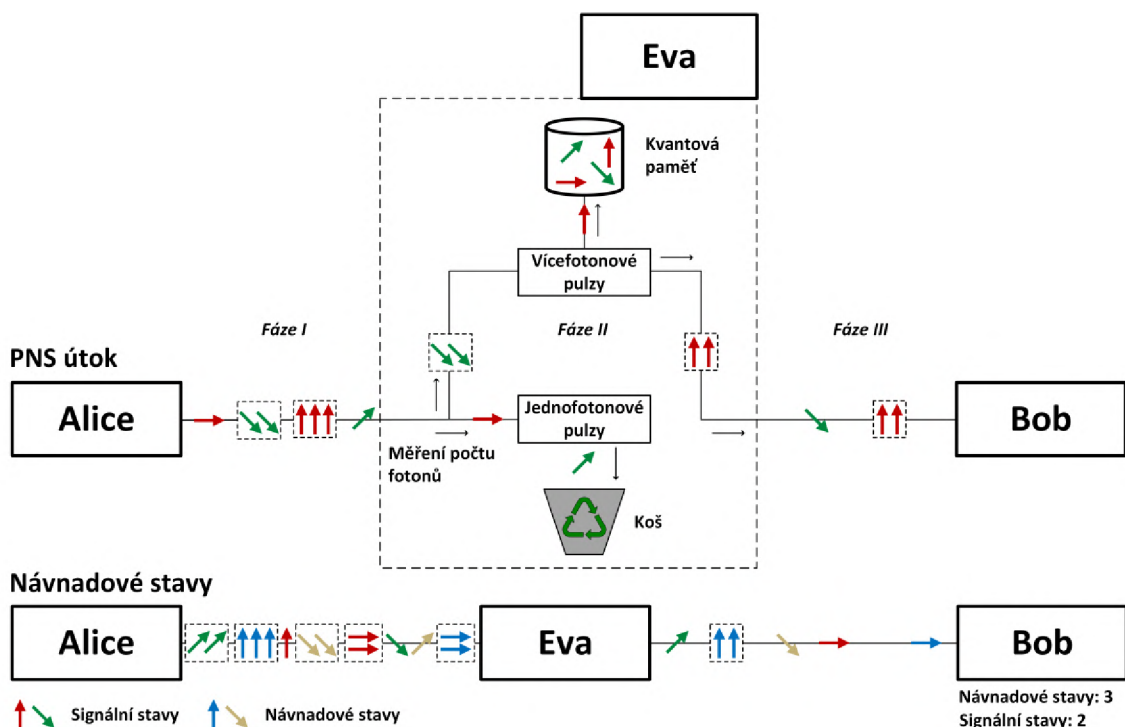 Eva
Kvantová
paměť
Vícefotonové
pulzy
Fáze I
Fáze II
Fáze III
PNS útok
Alice
Jednofotonové
pulzy
Bob
Měření počtu
fotonů
Koš
Návnadové stavy
Alice
Eva
Bob
Signální stavy
Návnadové stavy
Návnadové stavy: 3
Signální stavy: 2